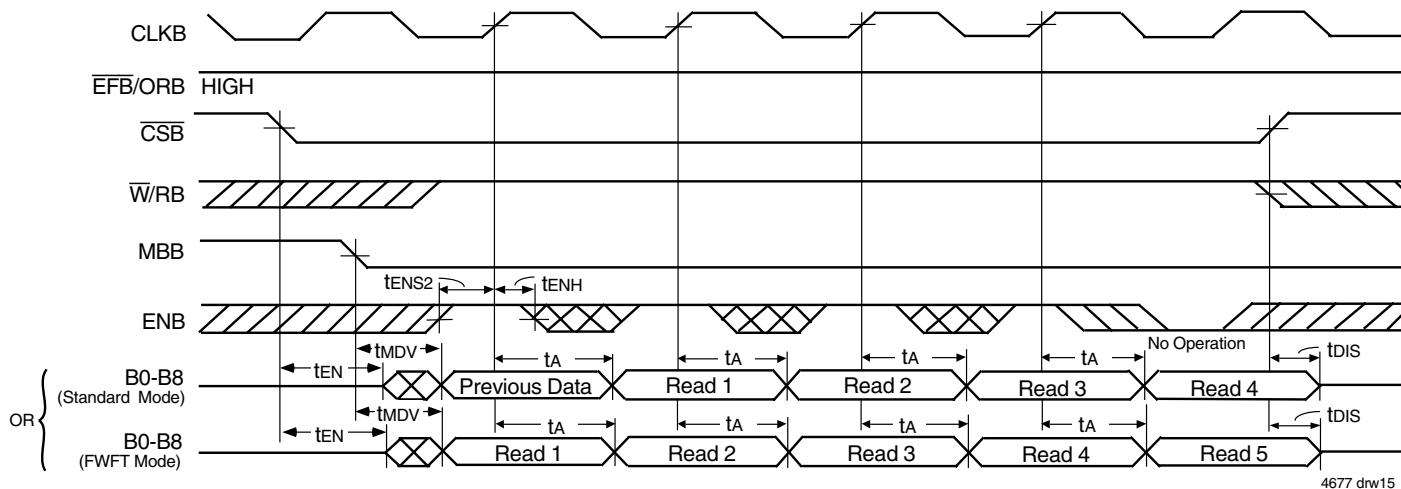 CLKB
EFB/ORB HIGH
CSB
W/RB
MBB
tENS2 tENH
ENB
No Operation
tMDV tA tA tA tA tDIS
tEN
B0-B8 Previous Data Read 1 Read 2 Read 3 Read 4
(Standard Mode)
OR
tMDV tA tA tA tA tDIS
tEN
B0-B8 Read 1 Read 2 Read 3 Read 4 Read 5
(FWFT Mode)
4677 drw15